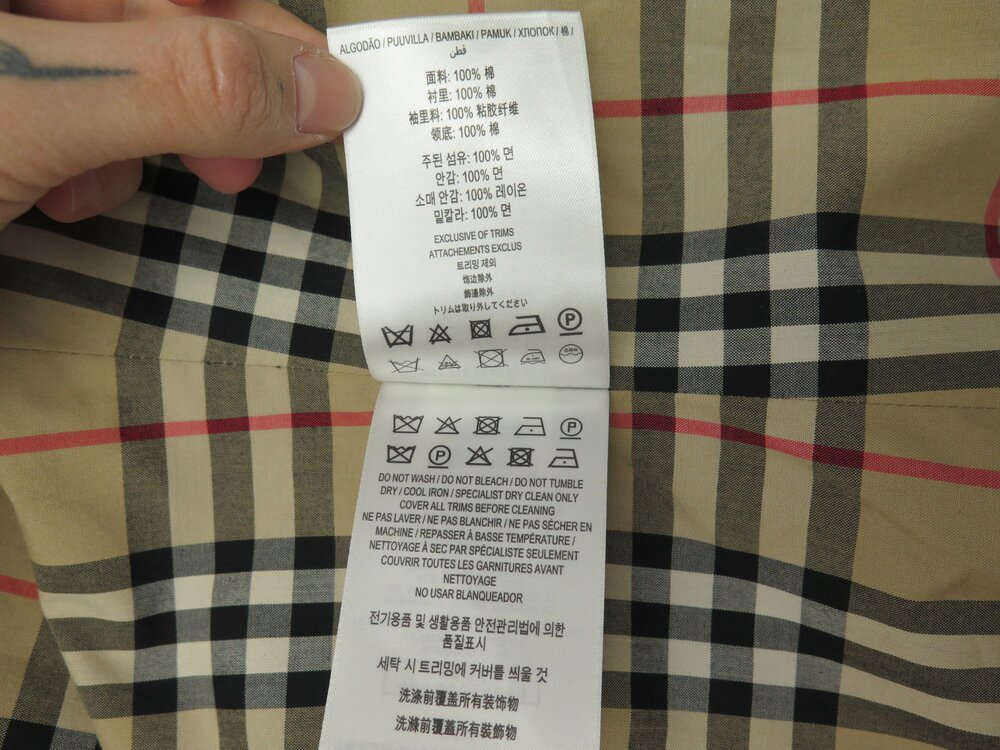 ALGODÃO / PUUVILLA / BAMBAKI / PAMUK / ХЛОПОК / 棉 /
قطن
面料: 100% 棉
衬里: 100% 棉
袖里料: 100% 粘胶纤维
领底: 100% 棉
주된 섬유: 100% 면
안감: 100% 면
소매 안감: 100% 레이온
밑칼라: 100% 면
EXCLUSIVE OF TRIMS
ATTACHEMENTS EXCLUS
트리밍 제외
饰边除外
飾邊除外
トリムは取り外してください
P
P
P
DO NOT WASH / DO NOT BLEACH / DO NOT TUMBLE
DRY / COOL IRON / SPECIALIST DRY CLEAN ONLY
COVER ALL TRIMS BEFORE CLEANING
NE PAS LAVER / NE PAS BLANCHIR / NE PAS SÉCHER EN
MACHINE / REPASSER À BASSE TEMPÉRATURE /
NETTOYAGE À SEC PAR SPÉCIALISTE SEULEMENT
COUVRIR TOUTES LES GARNITURES AVANT
NETTOYAGE
NO USAR BLANQUEADOR
전기용품 및 생활용품 안전관리법에 의한
품질표시
세탁 시 트리밍에 커버를 씌울 것
洗涤前覆盖所有装饰物
洗滌前覆蓋所有裝飾物